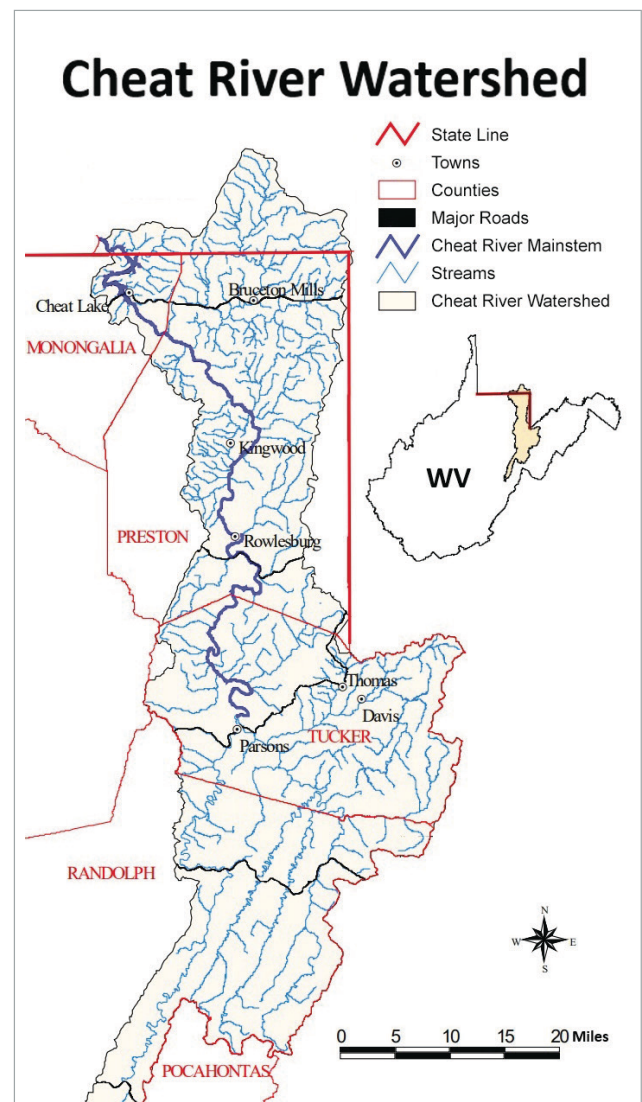 Cheat River Watershed
State Line
Towns
Counties
Major Roads
Cheat River Mainstem
Streams
Cheat River Watershed
Cheat Lake
Bruceton Mills
MONONGALIA
Kingwood
WV
PRESTON
Rowlesburg
Thomas
Davis
TUCKER
Parsons
RANDOLPH
N
W E
S
0 5 10 15 20 Miles
POCAHONTAS